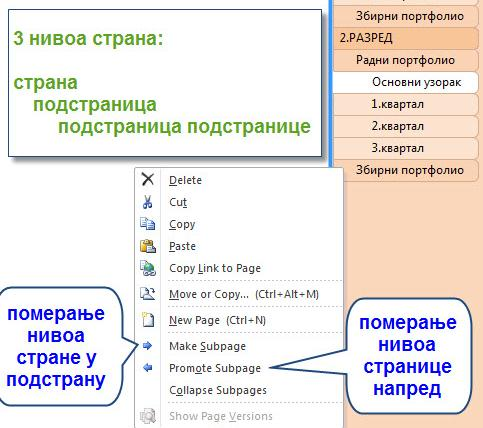 3 нивоа страна:
страна
подстраница
подстраница подстранице
Збирни портфолио
2.РАЗРЕД
Радни портфолио
Основни узорак
1.квартал
2.квартал
3.квартал
Збирни портфолио
Delete
Cut
Copy
Paste
Copy Link to Page
Move or Copy... (Ctrl+Alt+M)
New Page (Ctrl+N)
Make Subpage
Promote Subpage
Collapse Subpages
Show Page Versions
померање
нивоа
стране у
подстрану
померање
нивоа
странице
напред